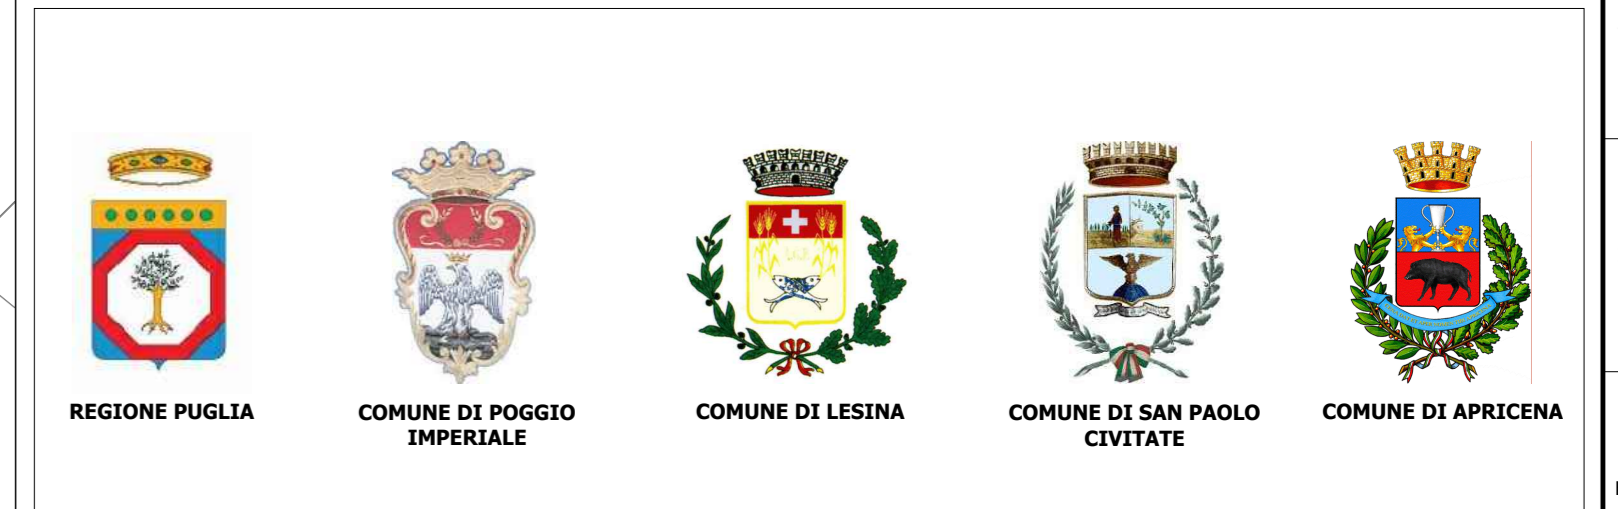 REGIONE PUGLIA
COMUNE DI POGGIO
IMPERIALE
COMUNE DI LESINA
COMUNE DI SAN PAOLO
CIVITATE
COMUNE DI APRICENA